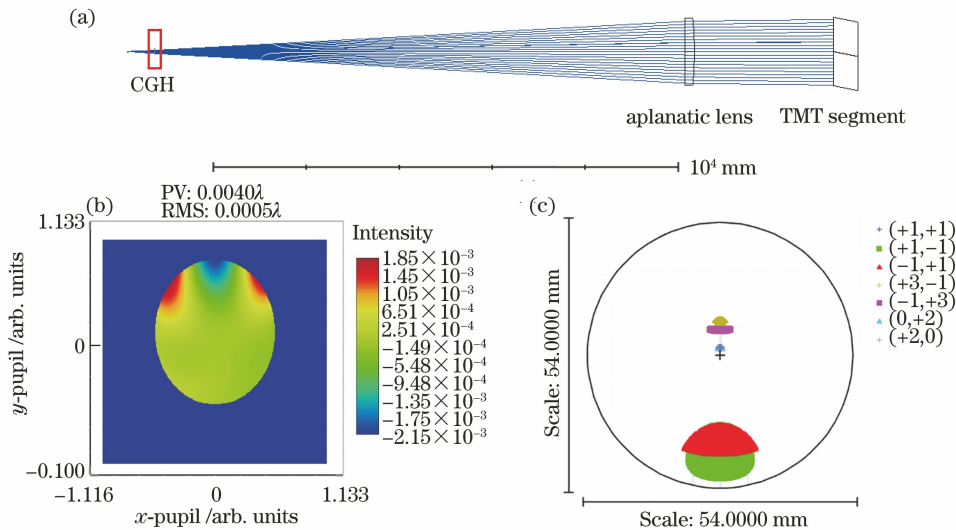 (a)
CGH
aplanatic lens
TMT segment
10⁴ mm
(b)
PV: 0.0040λ
RMS: 0.0005λ
1.133
0
−0.100
y-pupil /arb. units
−1.116
0
1.133
x-pupil /arb. units
Intensity
1.85×10⁻³
1.45×10⁻³
1.05×10⁻³
6.51×10⁻⁴
2.51×10⁻⁴
−1.49×10⁻⁴
−5.48×10⁻⁴
−9.48×10⁻⁴
−1.35×10⁻³
−1.75×10⁻³
−2.15×10⁻³
(c)
Scale: 54.0000 mm
Scale: 54.0000 mm
(+1,+1)
(+1,−1)
(−1,+1)
(+3,−1)
(−1,+3)
(0,+2)
(+2,0)